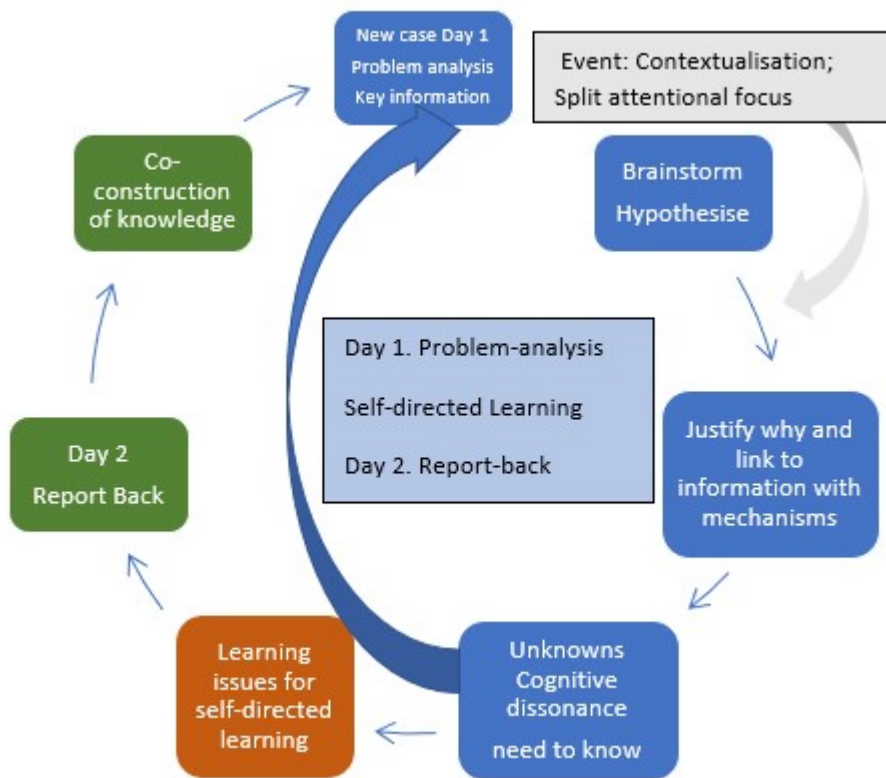 New case Day 1
Problem analysis
Key information
Event: Contextualisation;
Split attentional focus
Brainstorm
Hypothesise
Justify why and
link to
information with
mechanisms
Unknowns
Cognitive
dissonance
need to know
Learning
issues for
self-directed
learning
Day 2
Report Back
Co-
construction
of knowledge
Day 1. Problem-analysis
Self-directed Learning
Day 2. Report-back